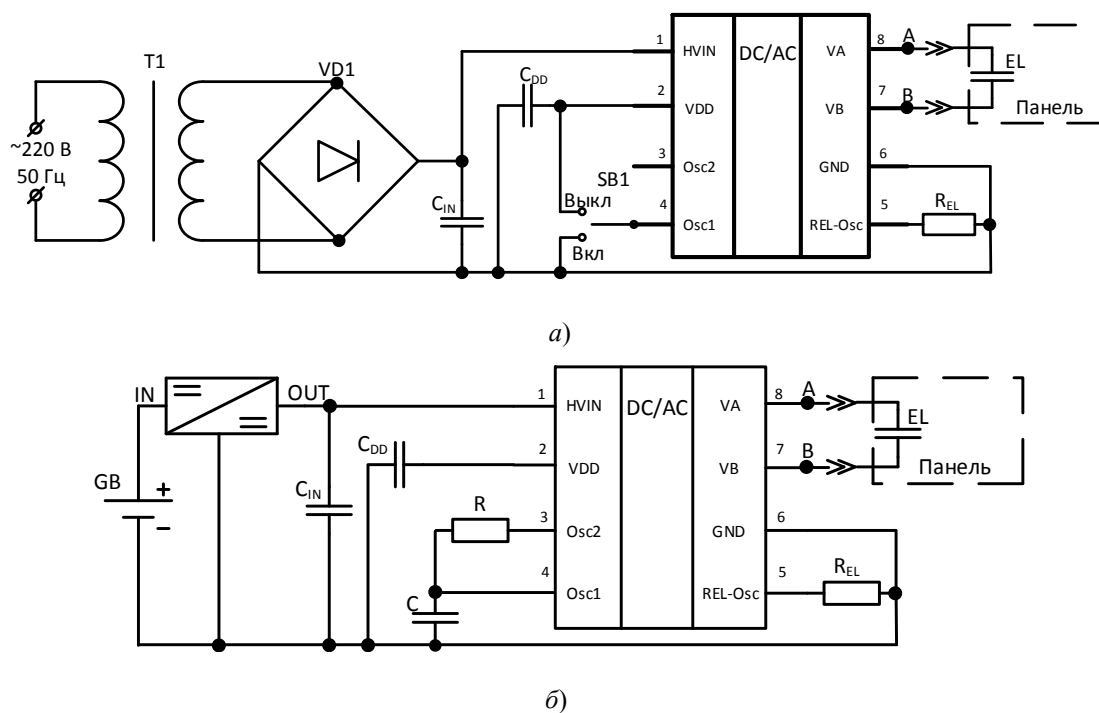 T1
~220 В
50 Гц
VD1
C_DD
C_IN
SB1
Выкл
Вкл
1
2
3
4
HVIN
VDD
Osc2
Osc1
DC/AC
VA
VB
GND
REL-Osc
8
7
6
5
A
B
EL
Панель
R_EL
а)
IN
OUT
GB
+
–
C_IN
C_DD
R
C
1
2
3
4
HVIN
VDD
Osc2
Osc1
DC/AC
VA
VB
GND
REL-Osc
8
7
6
5
A
B
EL
Панель
R_EL
б)